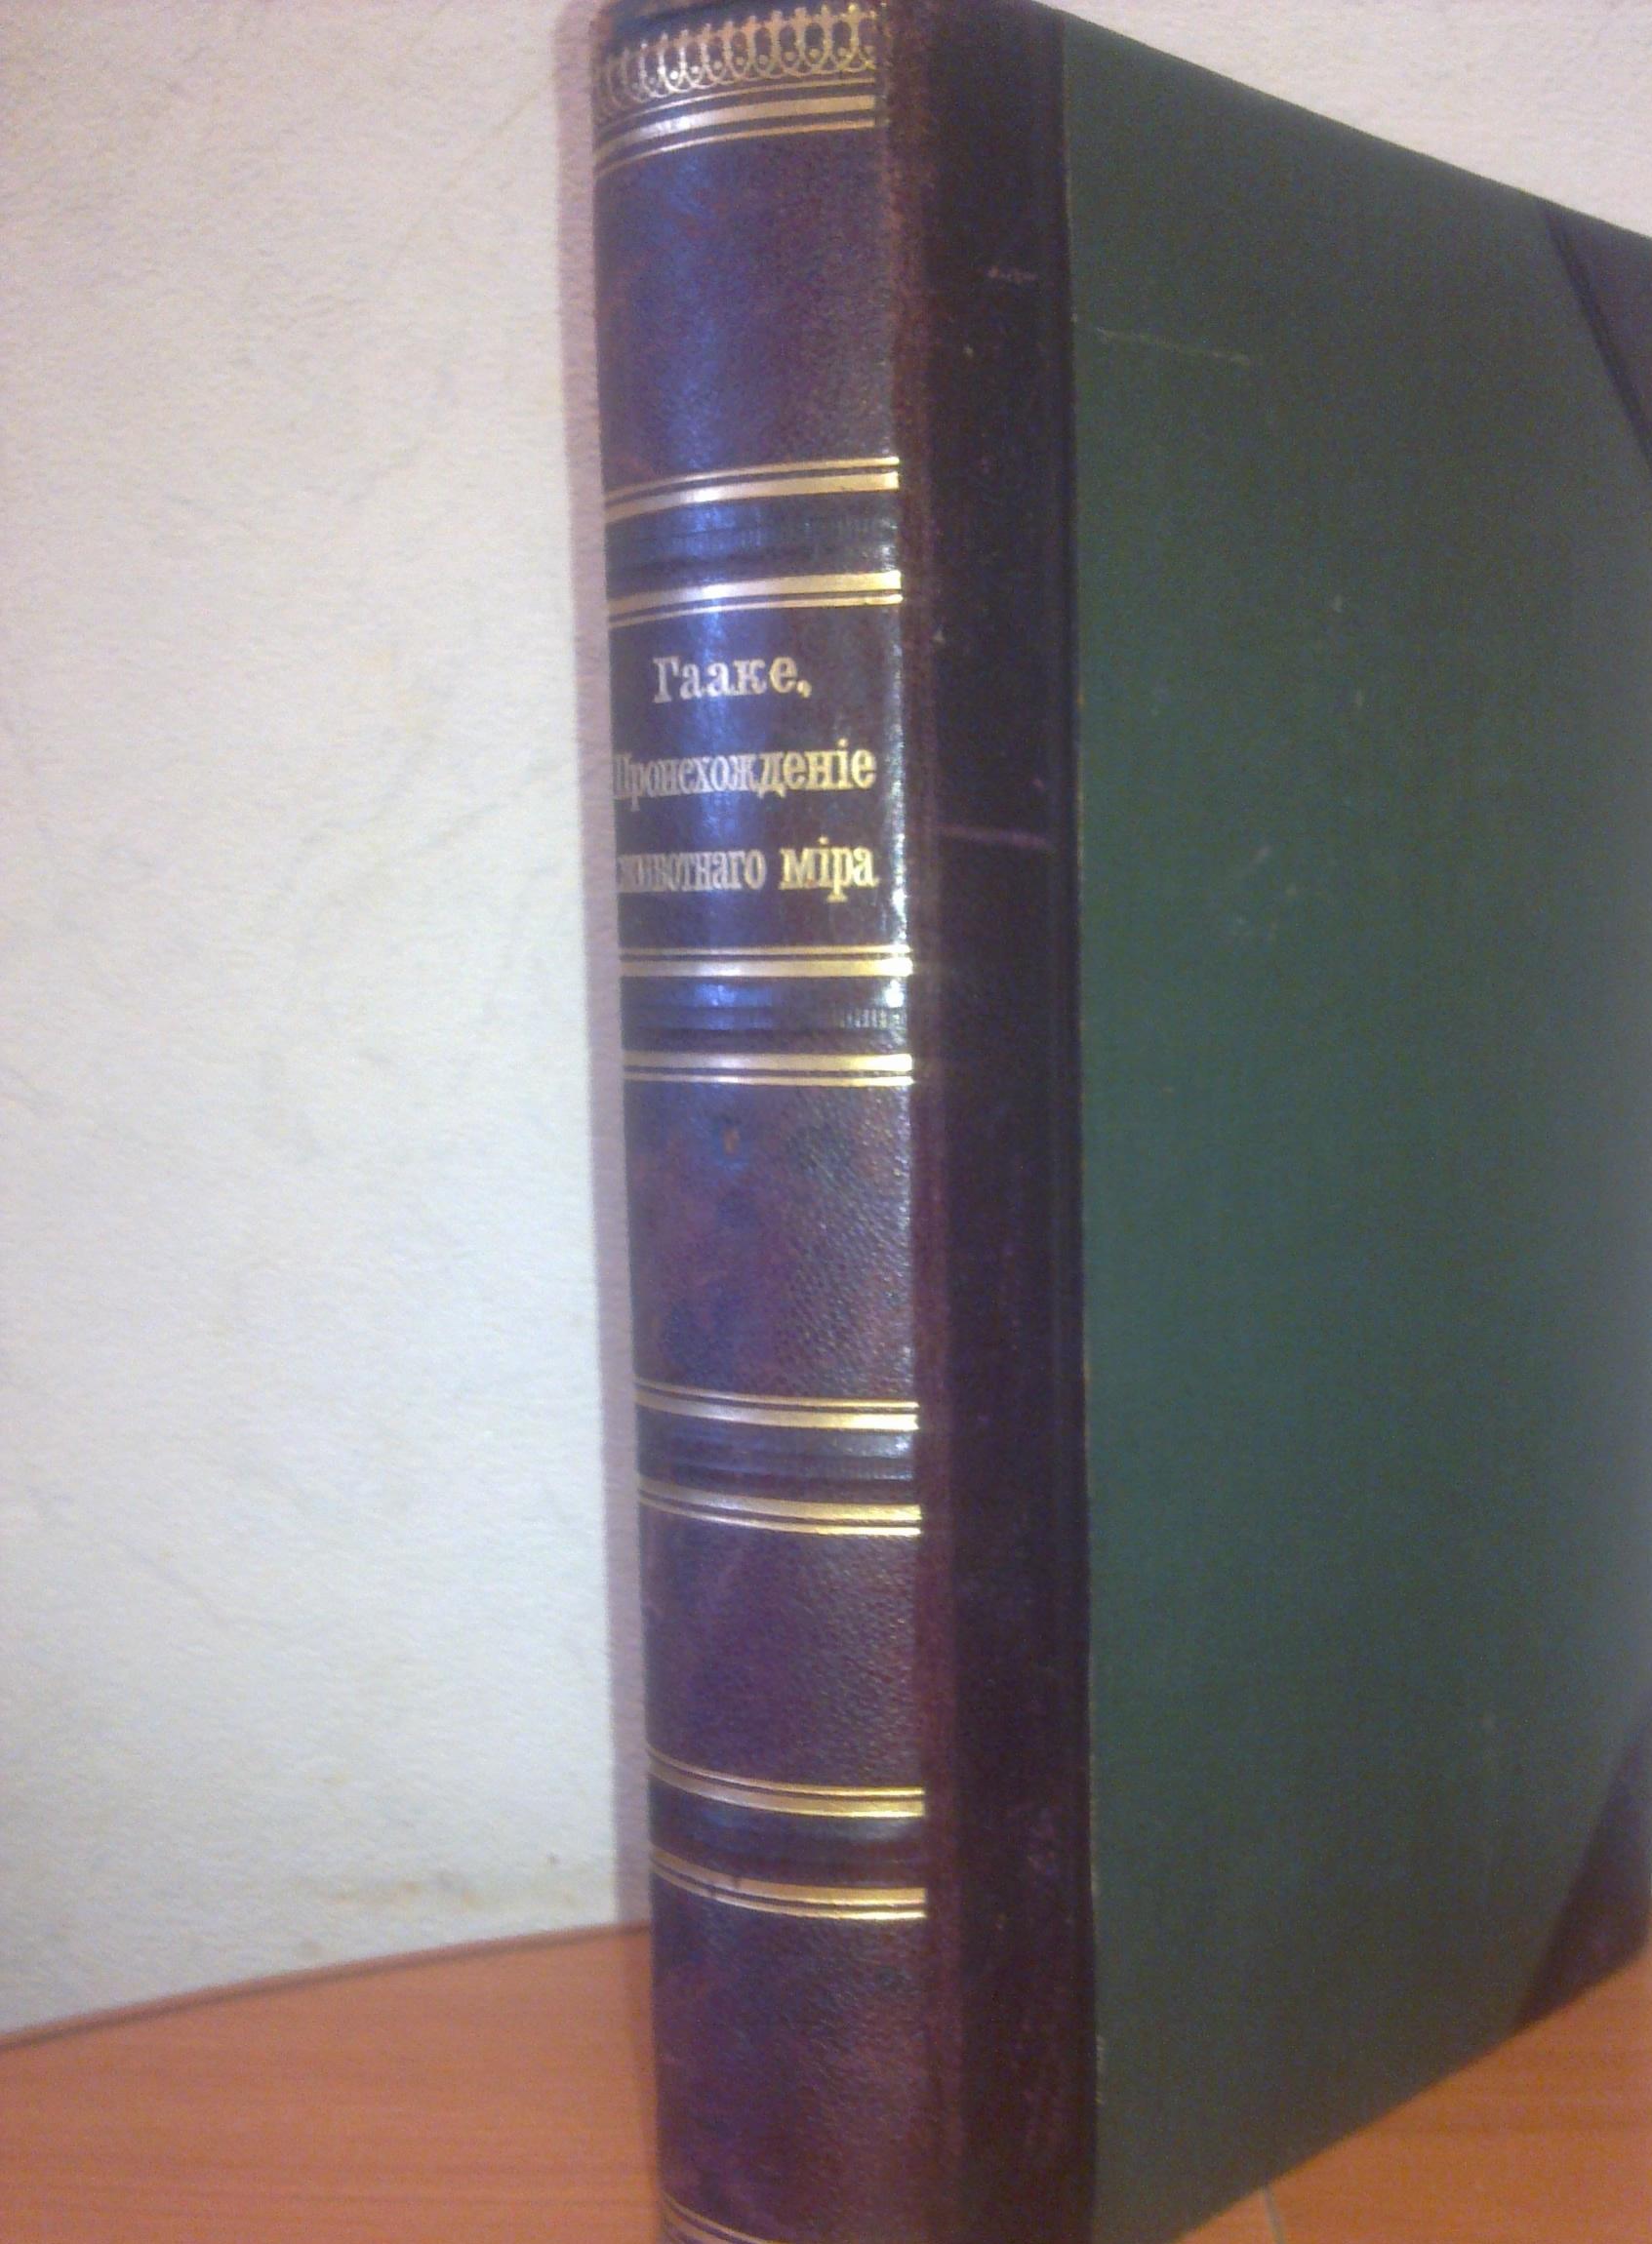 Гааке.
Происхожденіе
животнаго міра